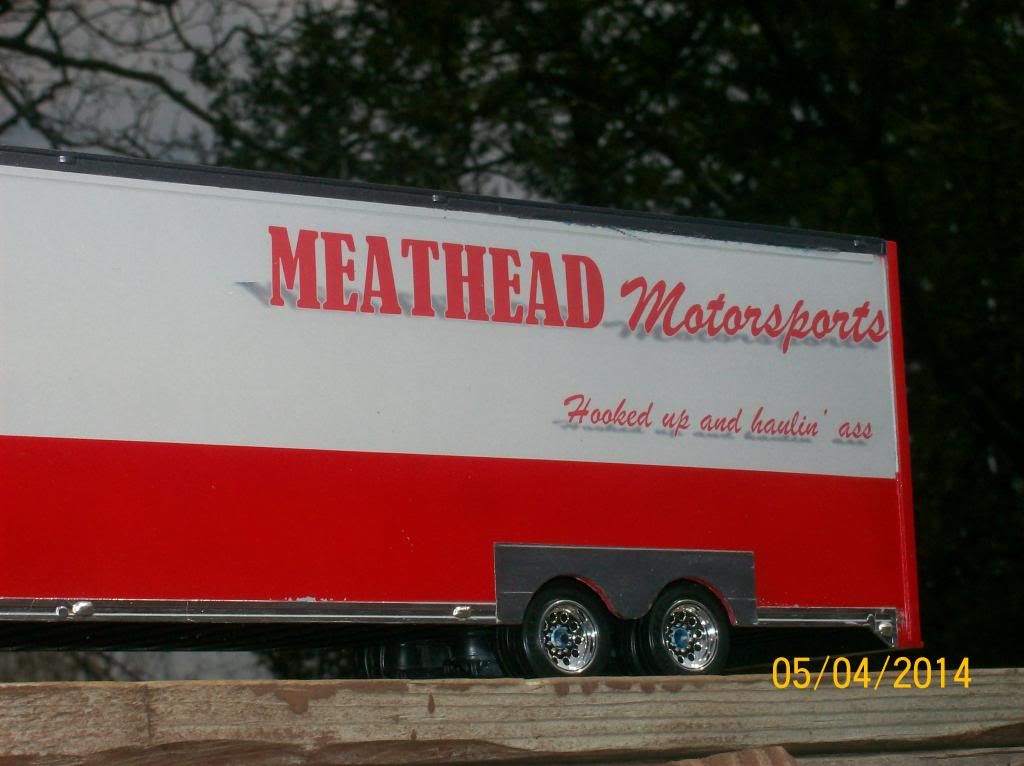 MEATHEAD Motorsports
Hooked up and haulin' ass
05/04/2014